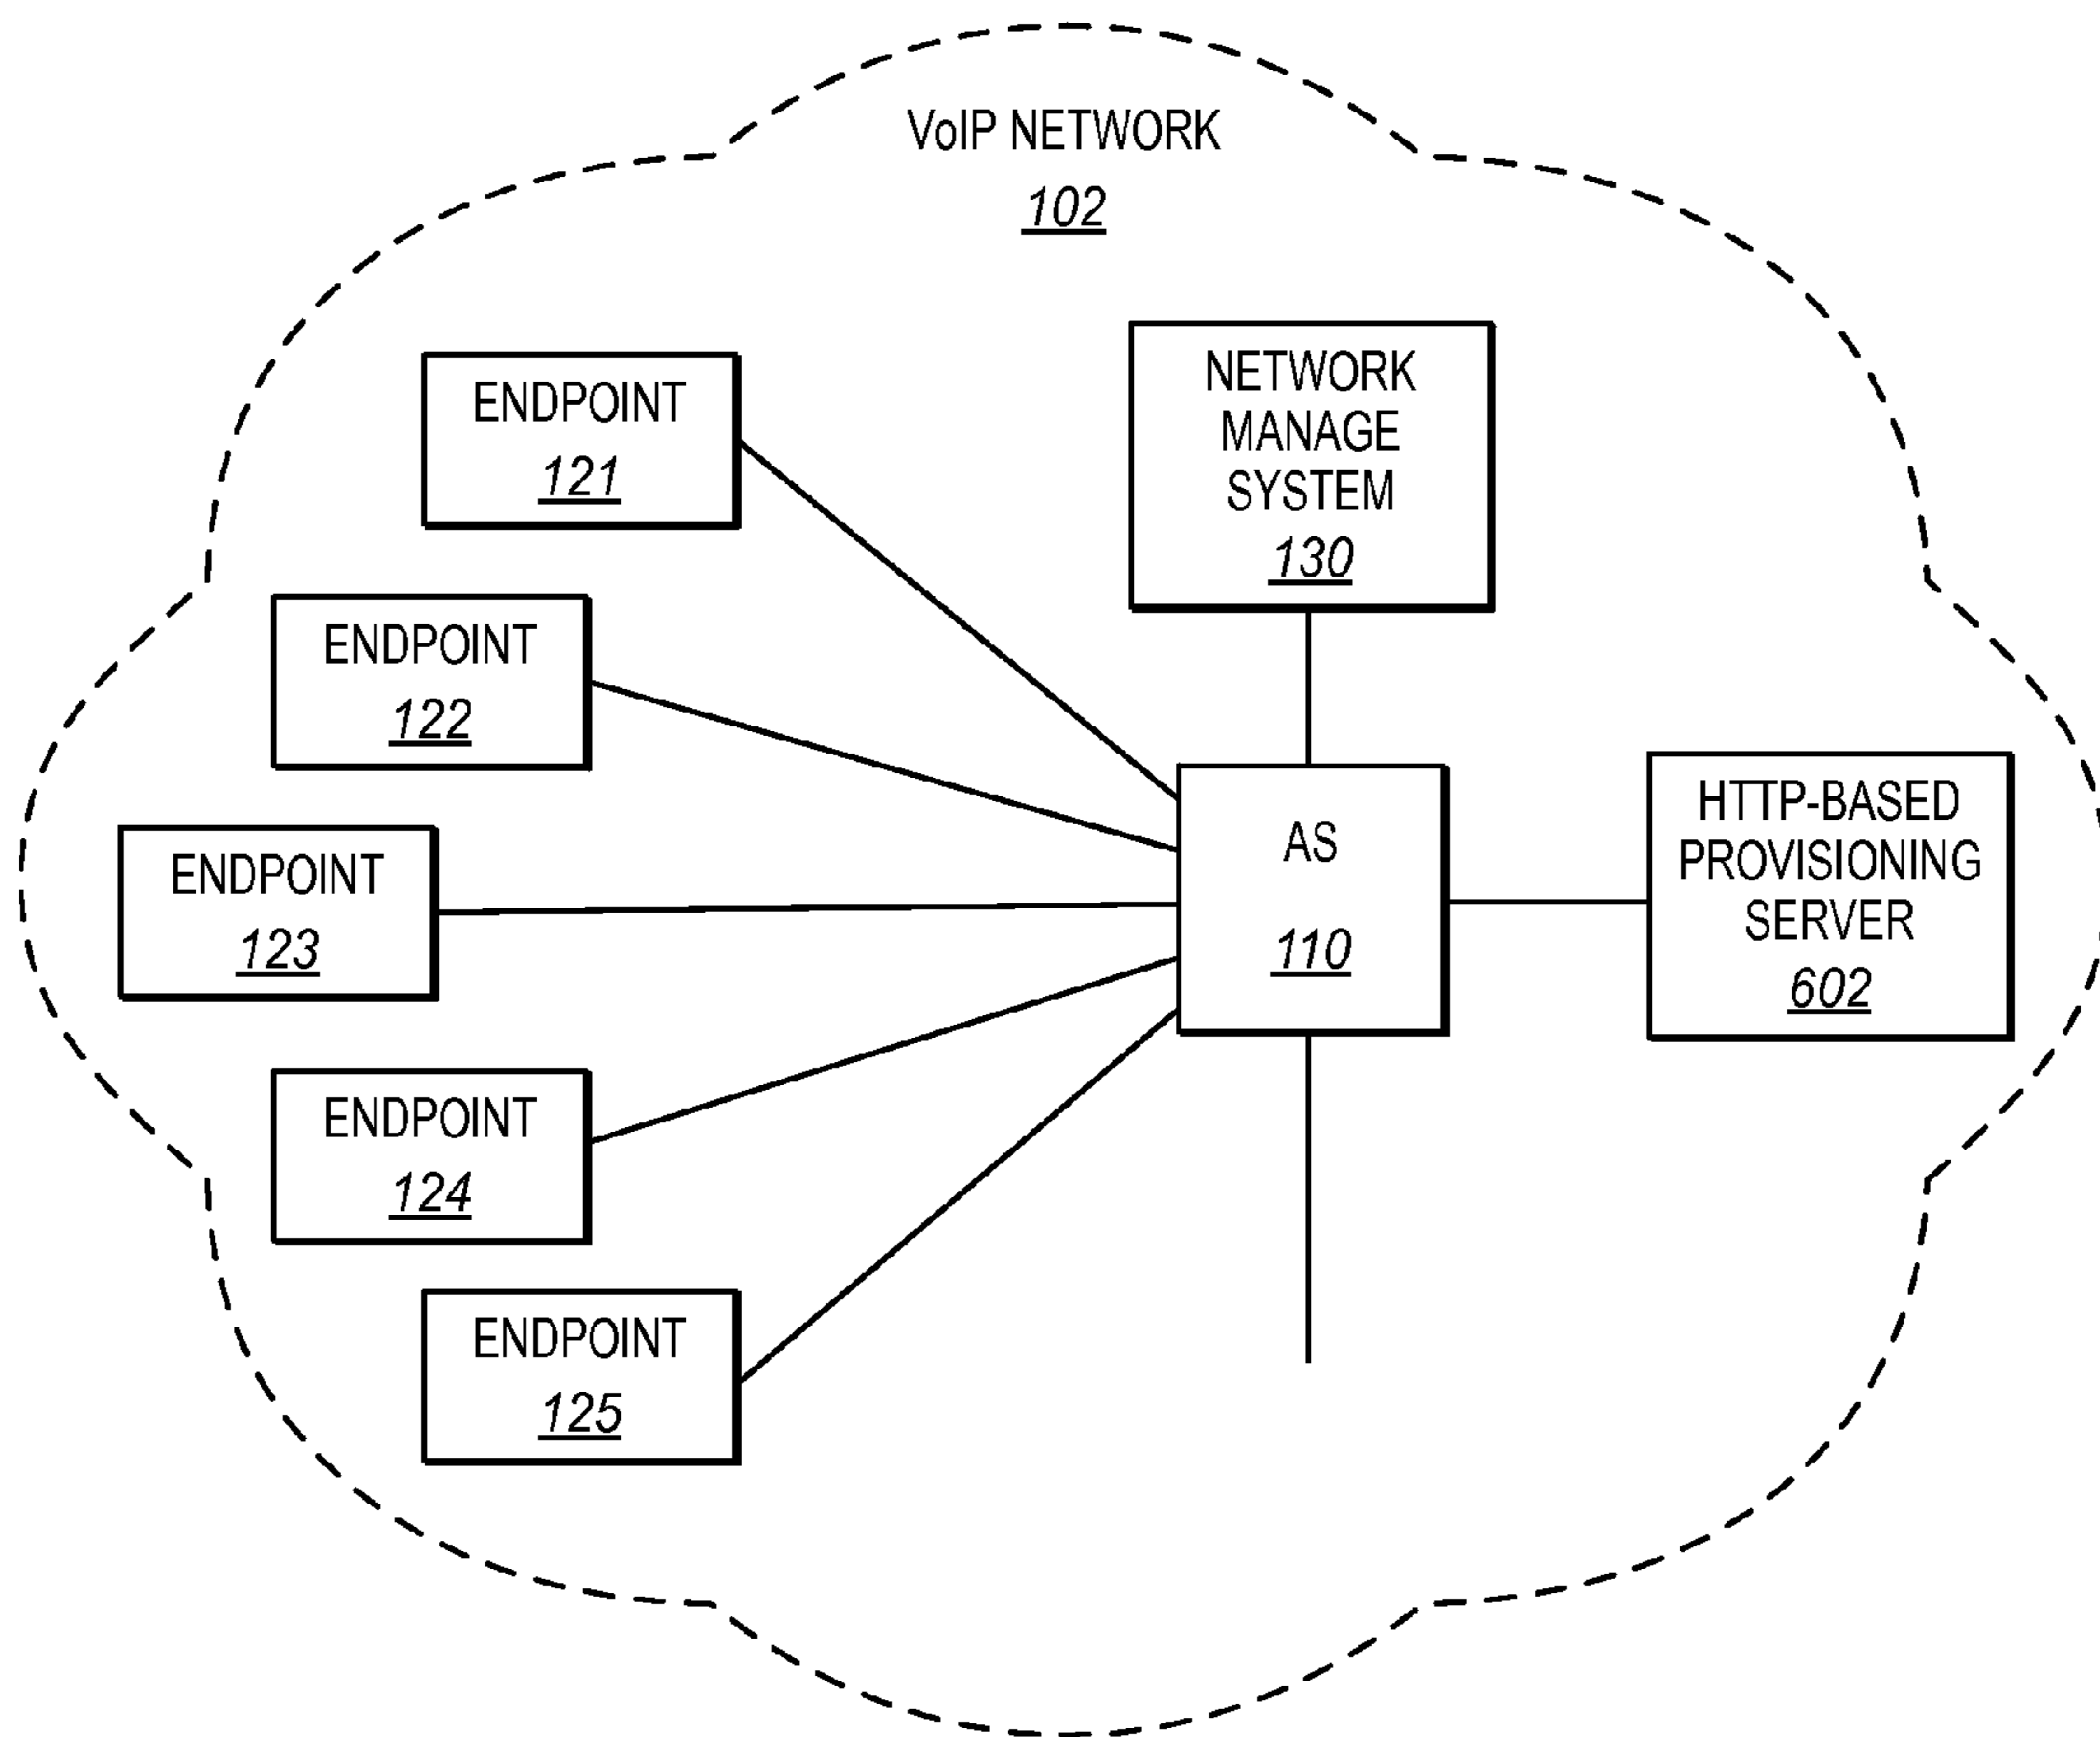 VoIP NETWORK
102
ENDPOINT
121
NETWORK
MANAGE
SYSTEM
130
ENDPOINT
122
ENDPOINT
123
AS
110
HTTP-BASED
PROVISIONING
SERVER
602
ENDPOINT
124
ENDPOINT
125